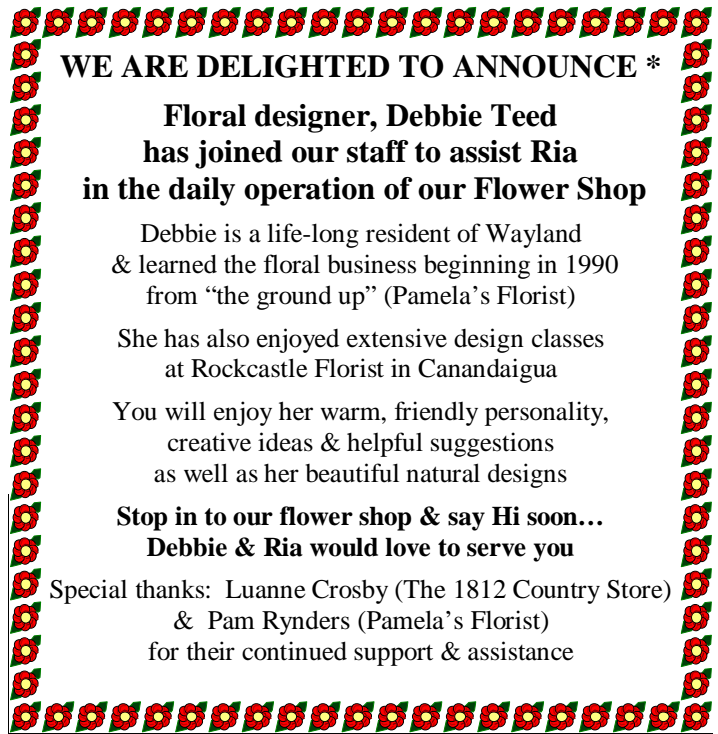 WE ARE DELIGHTED TO ANNOUNCE *
Floral designer, Debbie Teed
has joined our staff to assist Ria
in the daily operation of our Flower Shop
Debbie is a life-long resident of Wayland
& learned the floral business beginning in 1990
from “the ground up” (Pamela’s Florist)
She has also enjoyed extensive design classes
at Rockcastle Florist in Canandaigua
You will enjoy her warm, friendly personality,
creative ideas & helpful suggestions
as well as her beautiful natural designs
Stop in to our flower shop & say Hi soon…
Debbie & Ria would love to serve you
Special thanks:  Luanne Crosby (The 1812 Country Store)
&  Pam Rynders (Pamela’s Florist)
for their continued support & assistance